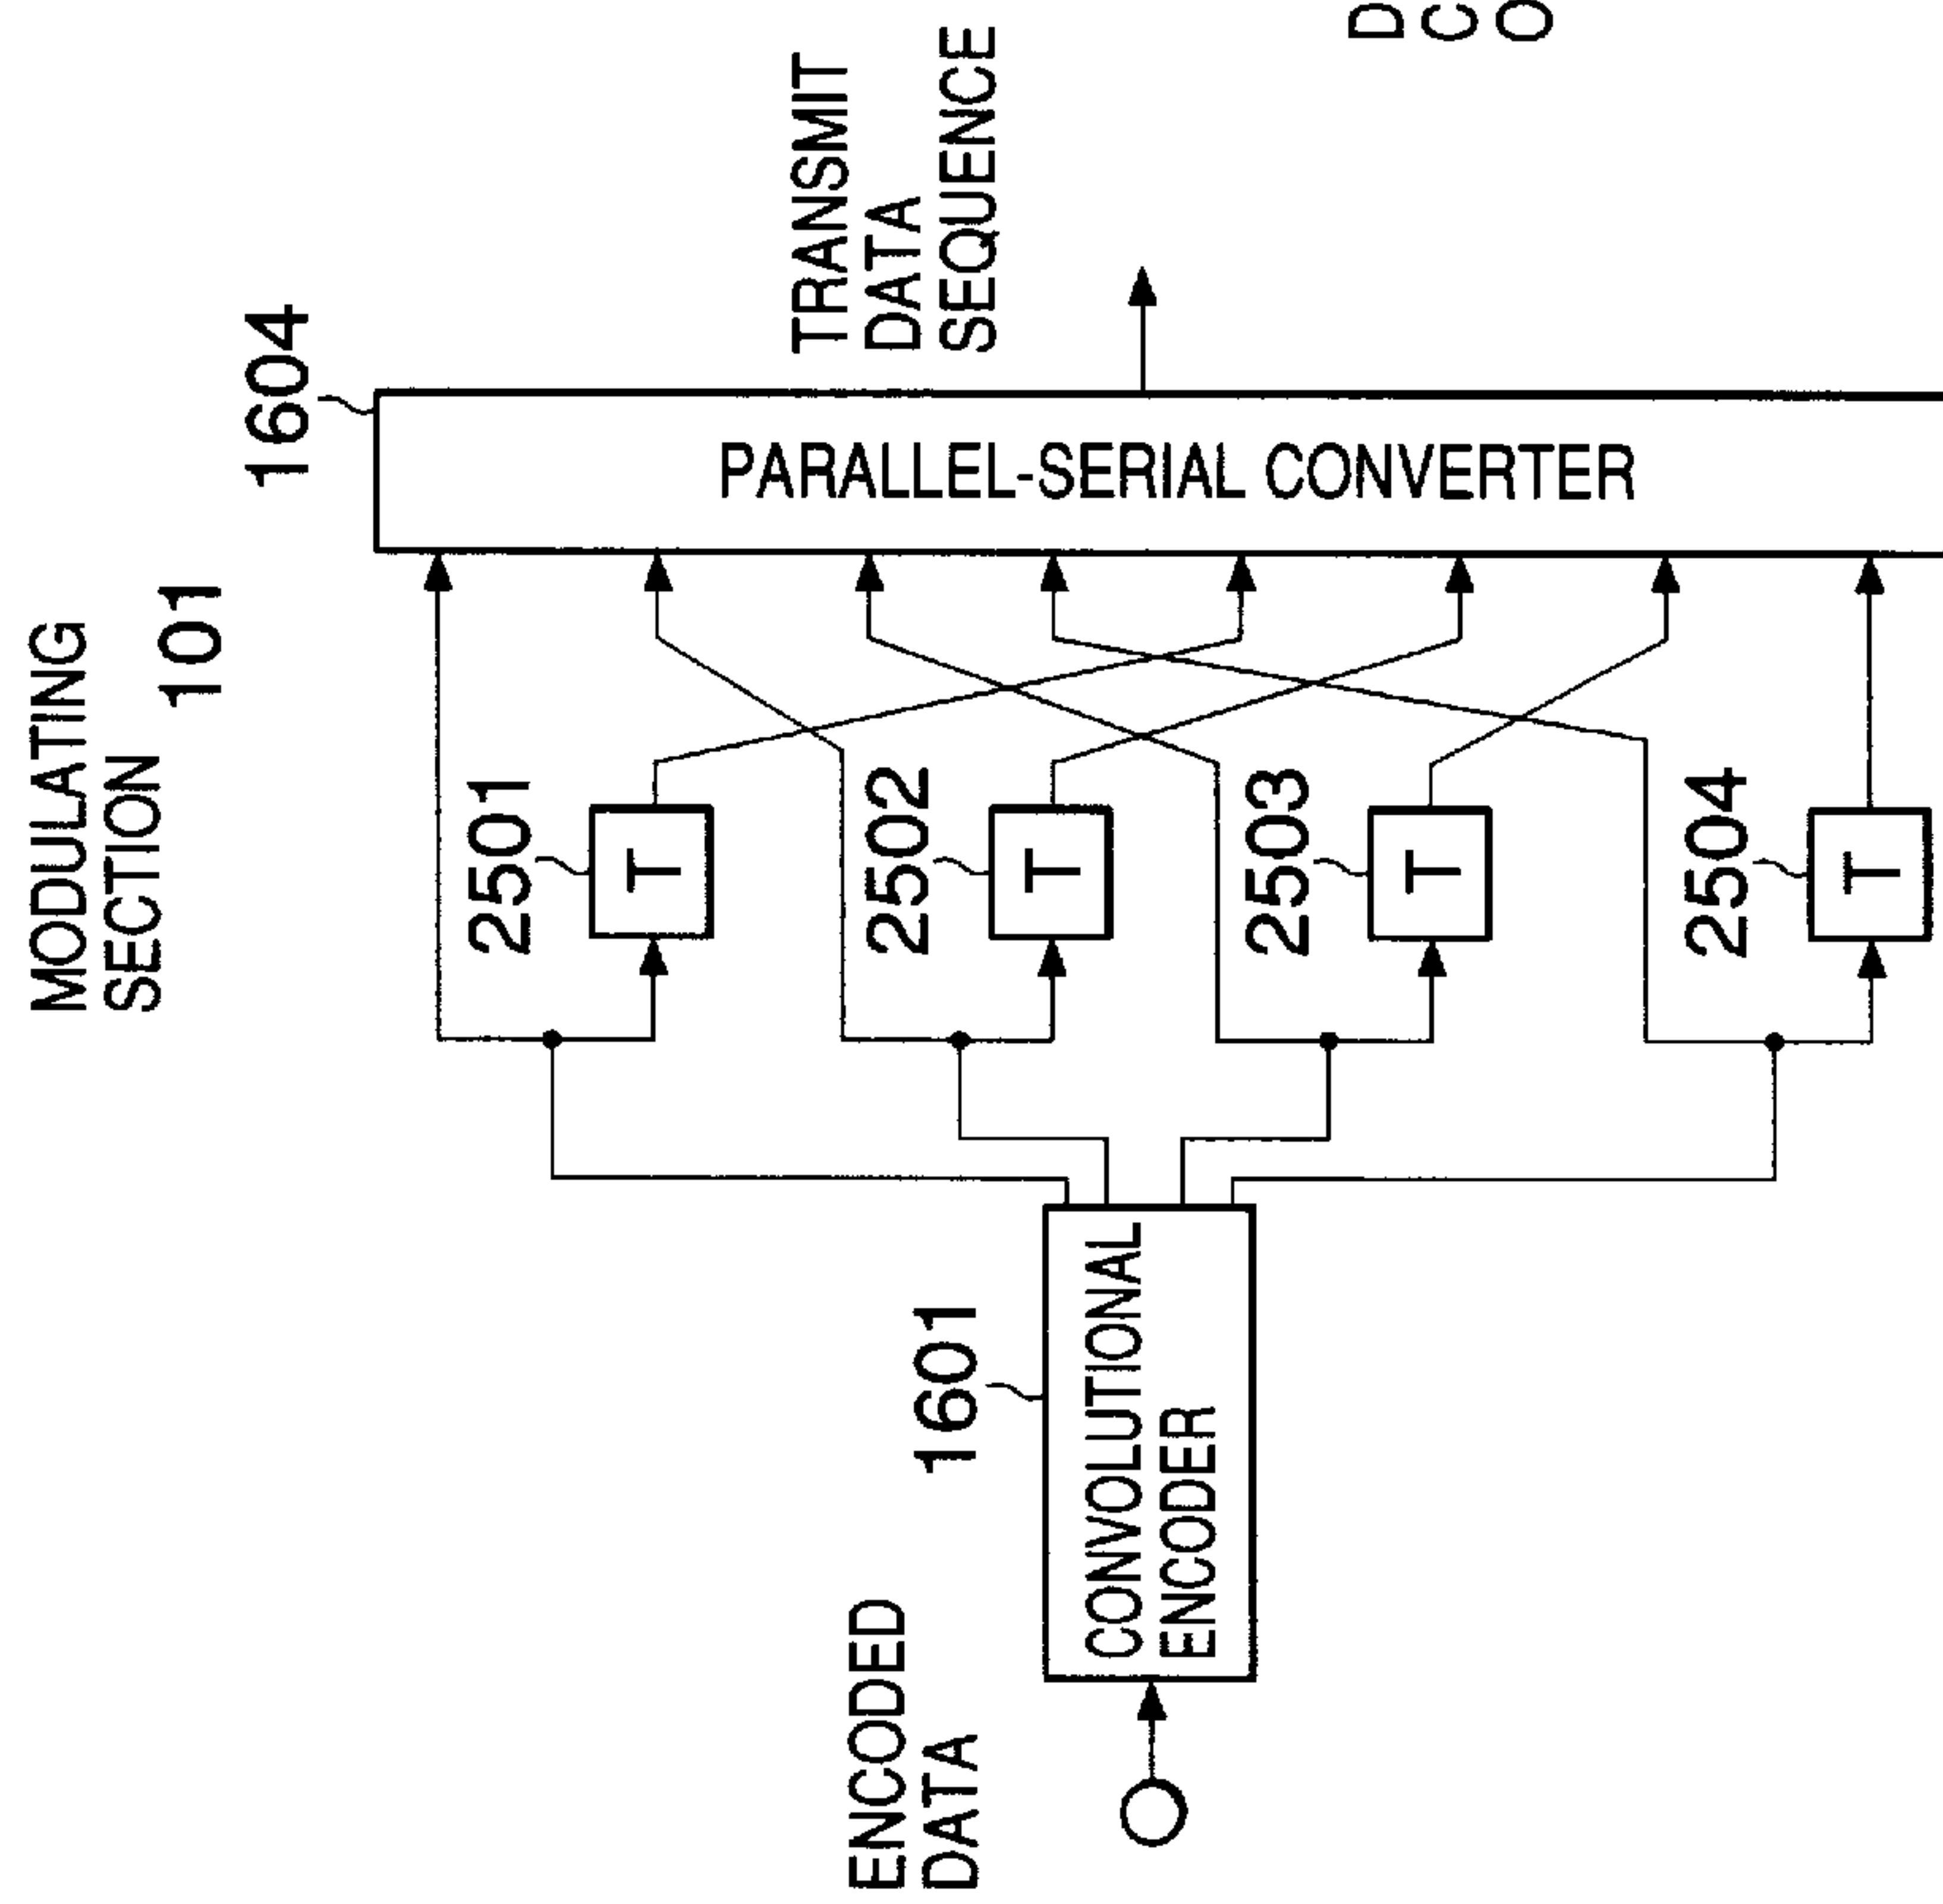 MODULATING
SECTION
101
1604
TRANSMIT
DATA
SEQUENCE
PARALLEL-SERIAL CONVERTER
2501
T
2502
T
2503
T
2504
T
1601
CONVOLUTIONAL
ENCODER
ENCODED
DATA
D
C
O